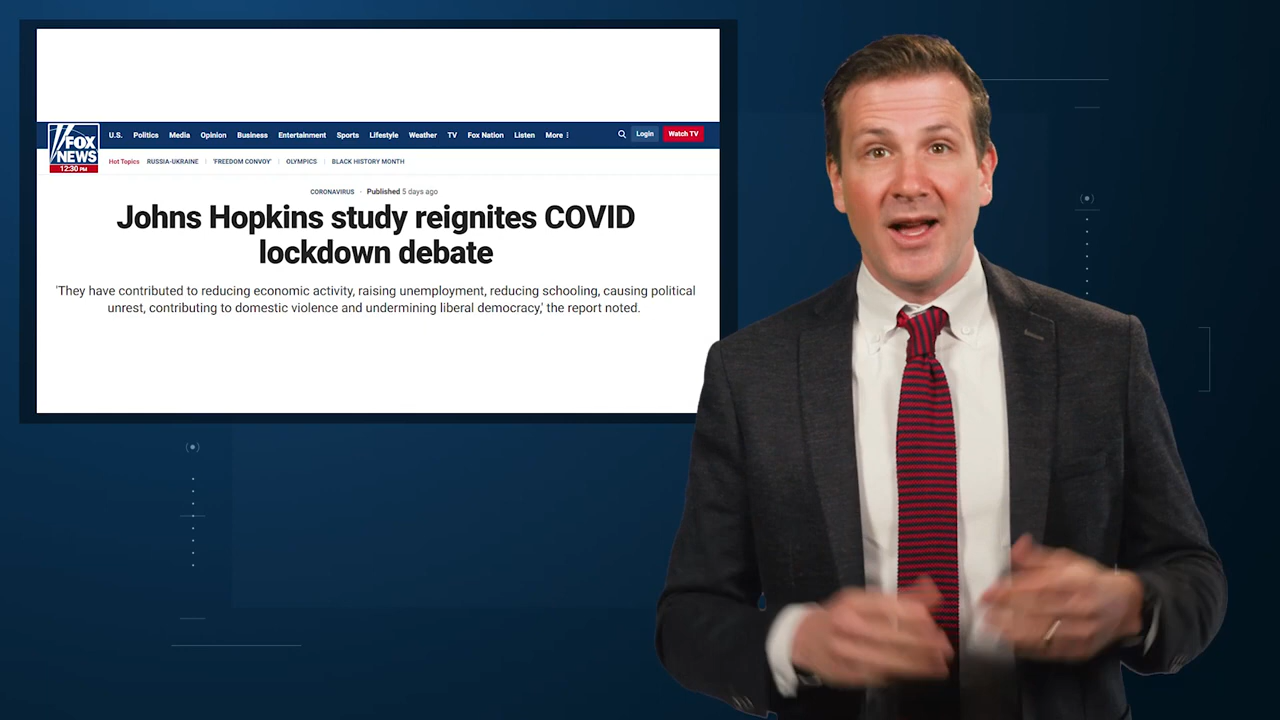 FOX
NEWS
12:30 PM
U.S. Politics Media Opinion Business Entertainment Sports Lifestyle Weather TV Fox Nation Listen More Login Watch TV
Hot Topics RUSSIA-UKRAINE 'FREEDOM CONVOY' OLYMPICS BLACK HISTORY MONTH
CORONAVIRUS · Published 5 days ago
Johns Hopkins study reignites COVID
lockdown debate
'They have contributed to reducing economic activity, raising unemployment, reducing schooling, causing political
unrest, contributing to domestic violence and undermining liberal democracy,' the report noted.